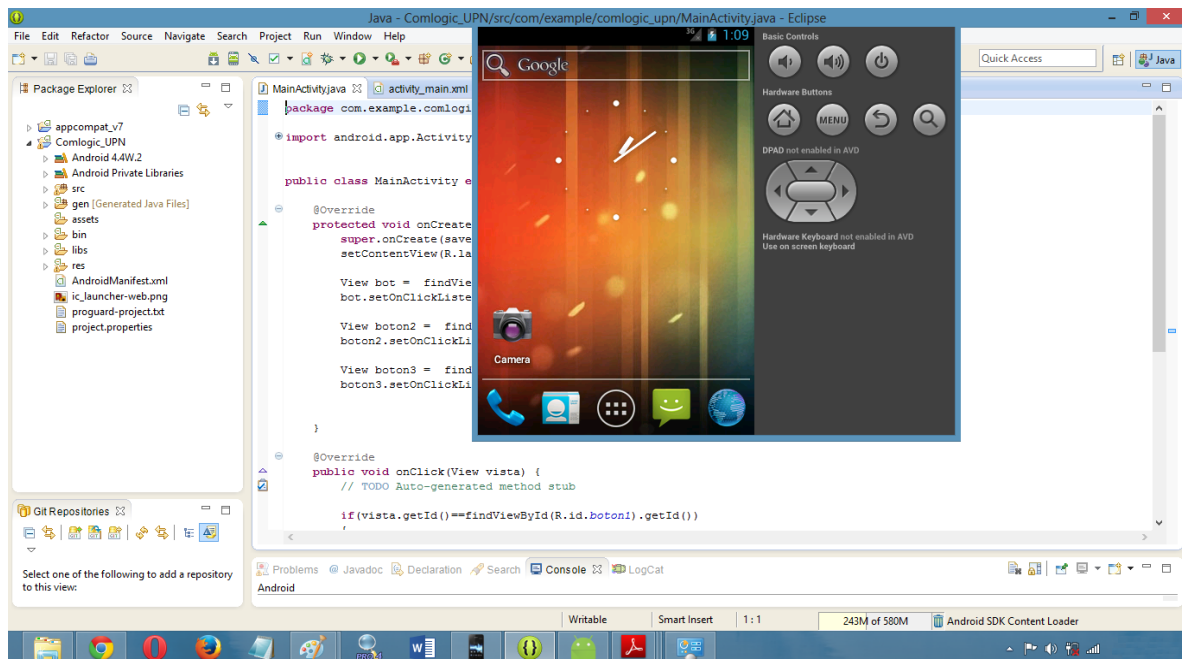 Java - Comlogic_UPN/src/com/example/comlogic_upn/MainActivity.java - Eclipse
File Edit Refactor Source Navigate Search Project Run Window Help
Quick Access
Java
Package Explorer
appcompat_v7
Comlogic_UPN
Android 4.4W.2
Android Private Libraries
src
gen [Generated Java Files]
assets
bin
libs
res
AndroidManifest.xml
ic_launcher-web.png
proguard-project.txt
project.properties
Git Repositories
Select one of the following to add a repository
to this view:
MainActivity.java
activity_main.xml
package com.example.comlogi
import android.app.Activity
public class MainActivity e
@Override
protected void onCreate
super.onCreate(save
setContentView(R.la
View bot = findVie
bot.setOnClickListe
View boton2 = find
boton2.setOnClickLi
View boton3 = find
boton3.setOnClickLi
}
@Override
public void onClick(View vista) {
// TODO Auto-generated method stub
if(vista.getId()==findViewById(R.id.boton1).getId())
3G 1:09
Google
Camera
Basic Controls
Hardware Buttons
MENU
DPAD not enabled in AVD
Hardware Keyboard not enabled in AVD
Use on screen keyboard
Problems Javadoc Declaration Search Console LogCat
Android
Writable Smart Insert 1 : 1 243M of 580M Android SDK Content Loader